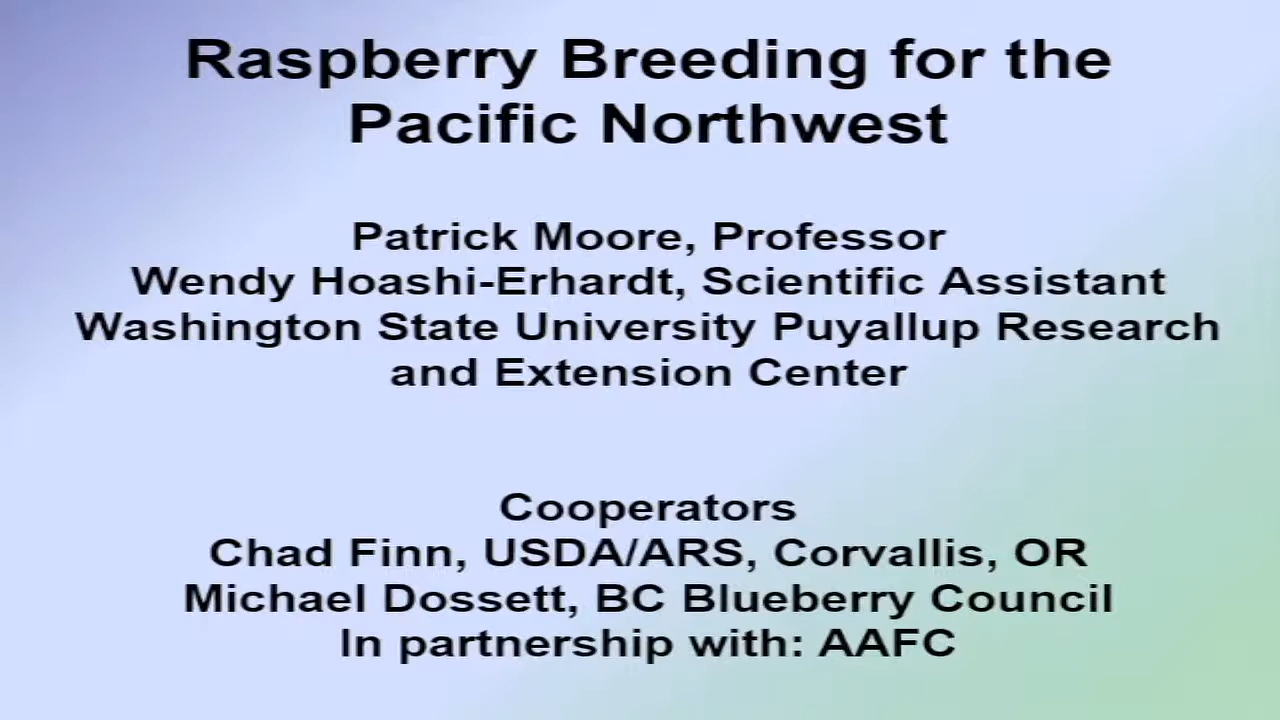 Raspberry Breeding for the
Pacific Northwest
Patrick Moore, Professor
Wendy Hoashi-Erhardt, Scientific Assistant
Washington State University Puyallup Research
and Extension Center
Cooperators
Chad Finn, USDA/ARS, Corvallis, OR
Michael Dossett, BC Blueberry Council
In partnership with: AAFC